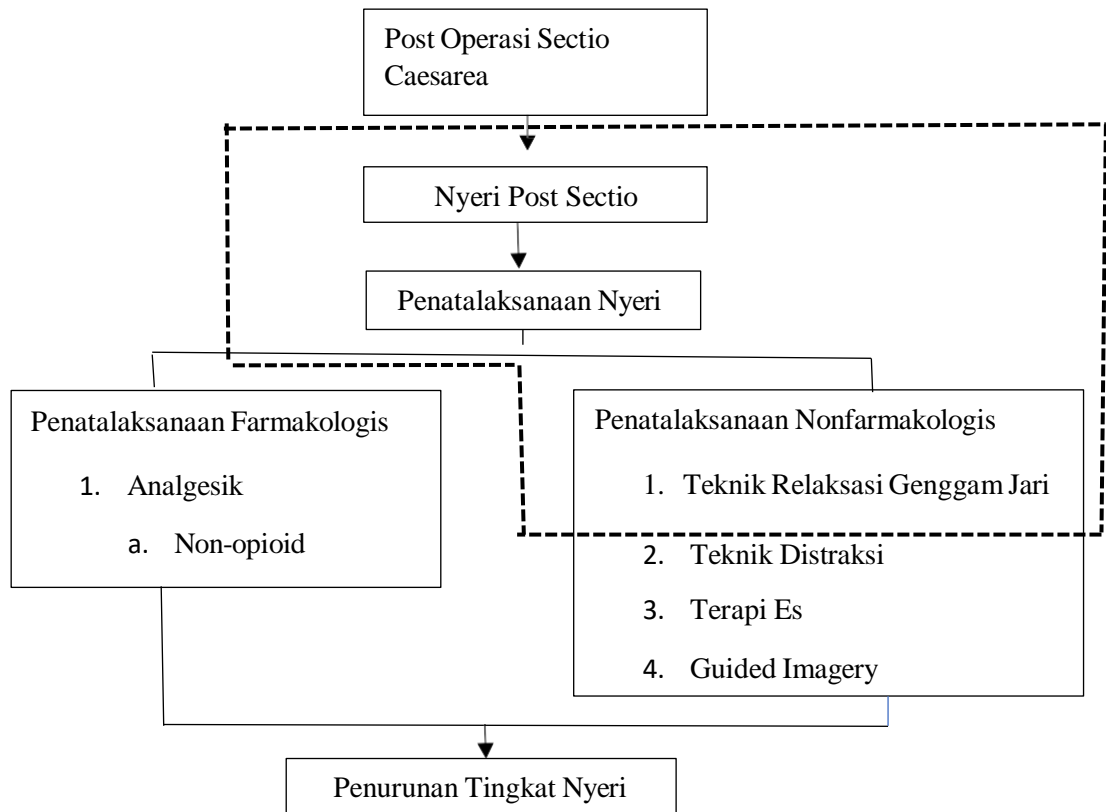 Post Operasi Sectio
Caesarea
Nyeri Post Sectio
Penatalaksanaan Nyeri
Penatalaksanaan Farmakologis
1. Analgesik
a. Non-opioid
Penatalaksanaan Nonfarmakologis
1. Teknik Relaksasi Genggam Jari
2. Teknik Distraksi
3. Terapi Es
4. Guided Imagery
Penurunan Tingkat Nyeri